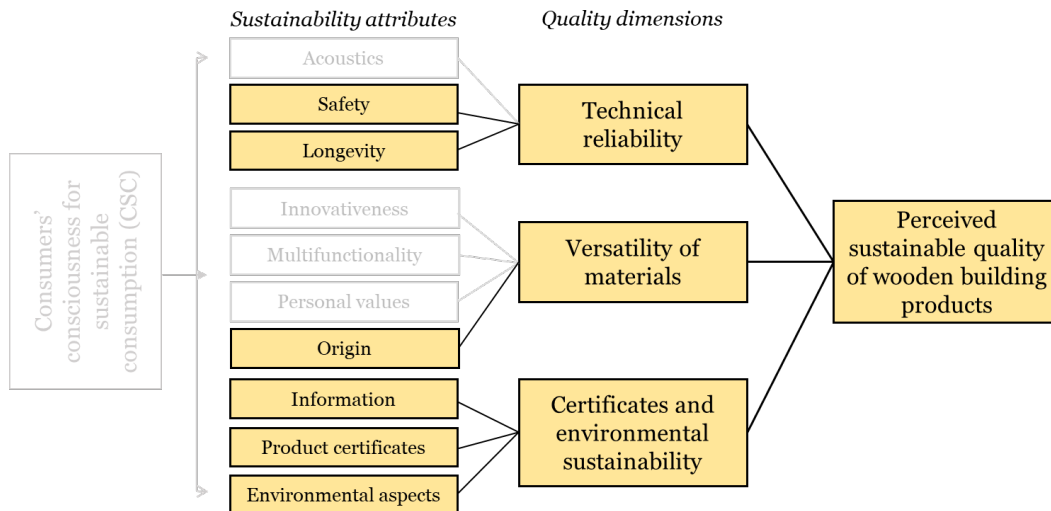 Sustainability attributes
Quality dimensions
Consumers'
consciousness for
sustainable
consumption (CSC)
Acoustics
Safety
Longevity
Innovativeness
Multifunctionality
Personal values
Origin
Information
Product certificates
Environmental aspects
Technical
reliability
Versatility of
materials
Certificates and
environmental
sustainability
Perceived
sustainable quality
of wooden building
products